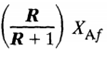 (R / (R + 1)) X_Af